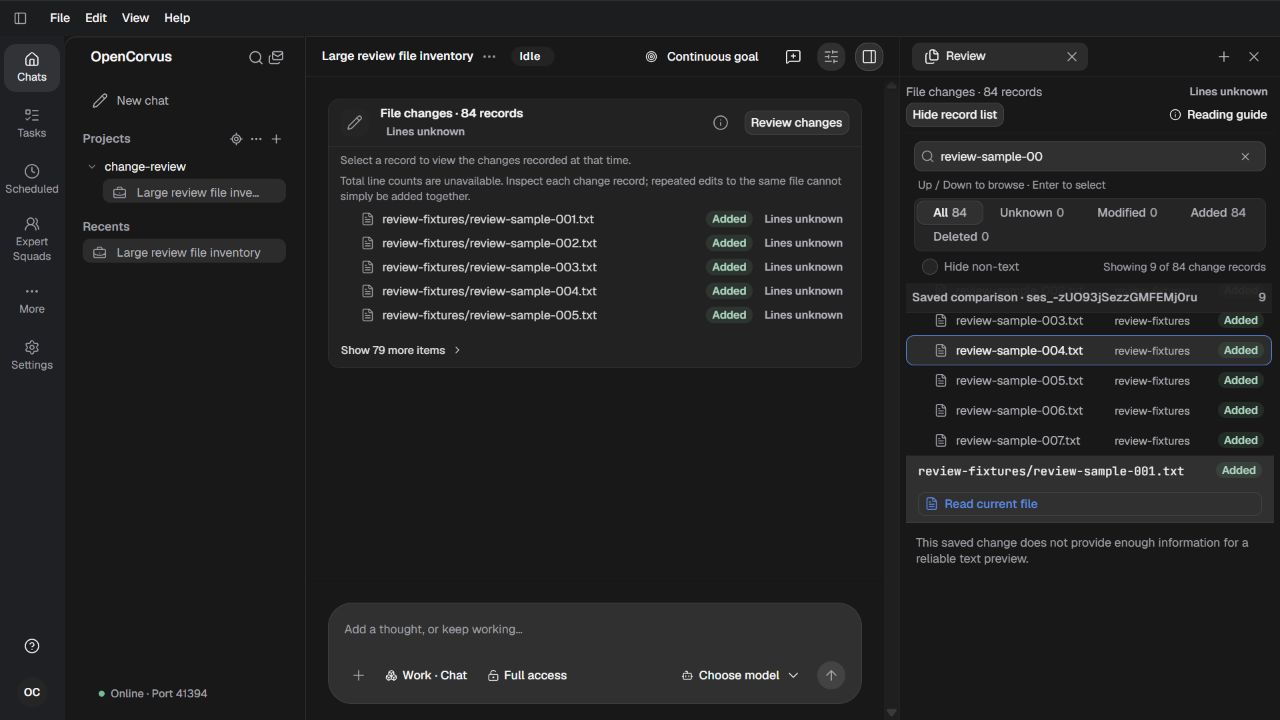 File Edit View Help
Chats
Tasks
Scheduled
Expert
Squads
More
Settings
OC
OpenCorvus
New chat
Projects
change-review
Large review file inve...
Recents
Large review file inventory
Online · Port 41394
Large review file inventory ··· Idle
Continuous goal
File changes · 84 records
Lines unknown
Review changes
Select a record to view the changes recorded at that time.
Total line counts are unavailable. Inspect each change record; repeated edits to the same file cannot
simply be added together.
review-fixtures/review-sample-001.txt Added Lines unknown
review-fixtures/review-sample-002.txt Added Lines unknown
review-fixtures/review-sample-003.txt Added Lines unknown
review-fixtures/review-sample-004.txt Added Lines unknown
review-fixtures/review-sample-005.txt Added Lines unknown
Show 79 more items
Add a thought, or keep working...
Work · Chat Full access Choose model
Review
File changes · 84 records Lines unknown
Hide record list Reading guide
review-sample-00
Up / Down to browse · Enter to select
All 84 Unknown 0 Modified 0 Added 84
Deleted 0
Hide non-text Showing 9 of 84 change records
Saved comparison · ses_-zUO93jSezzGMFEMj0ru 9
review-sample-003.txt review-fixtures Added
review-sample-004.txt review-fixtures Added
review-sample-005.txt review-fixtures Added
review-sample-006.txt review-fixtures Added
review-sample-007.txt review-fixtures Added
review-fixtures/review-sample-001.txt Added
Read current file
This saved change does not provide enough information for a
reliable text preview.